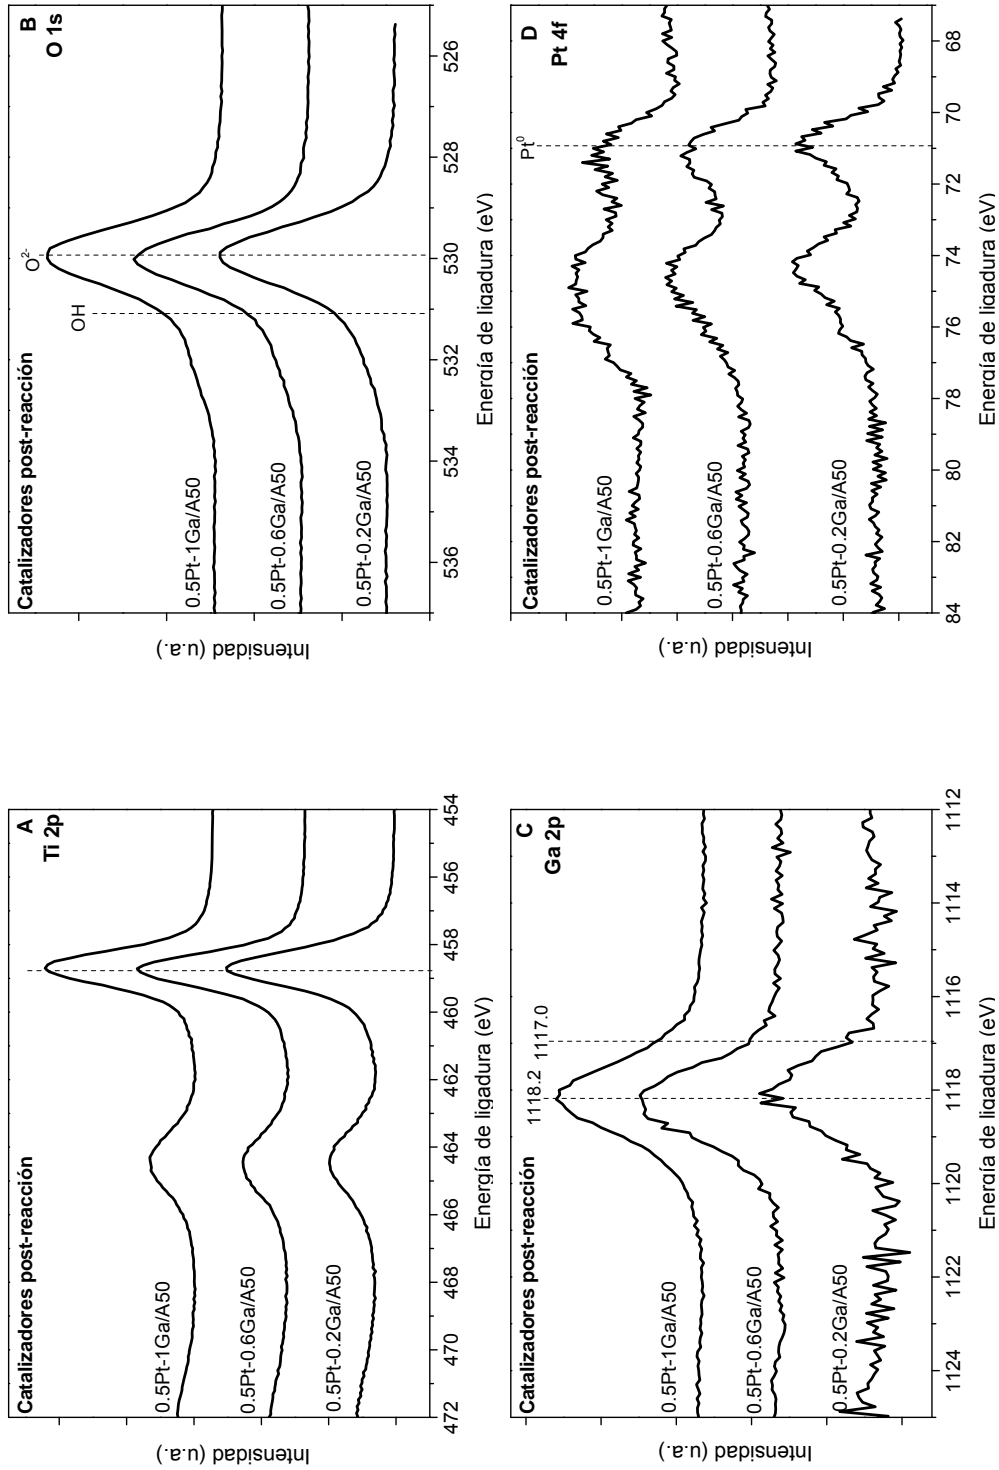 Catalizadores post-reacción
A
Ti 2p
0.5Pt-1Ga/A50
0.5Pt-0.6Ga/A50
0.5Pt-0.2Ga/A50
Intensidad (u.a.)
472 470 468 466 464 462 460 458 456 454
Energía de ligadura (eV)
Catalizadores post-reacción
B
O 1s
OH
O2-
0.5Pt-1Ga/A50
0.5Pt-0.6Ga/A50
0.5Pt-0.2Ga/A50
Intensidad (u.a.)
536 534 532 530 528 526
Energía de ligadura (eV)
Catalizadores post-reacción
C
Ga 2p
1118.2
1117.0
0.5Pt-1Ga/A50
0.5Pt-0.6Ga/A50
0.5Pt-0.2Ga/A50
Intensidad (u.a.)
1124 1122 1120 1118 1116 1114 1112
Energía de ligadura (eV)
Catalizadores post-reacción
D
Pt 4f
Pt0
0.5Pt-1Ga/A50
0.5Pt-0.6Ga/A50
0.5Pt-0.2Ga/A50
Intensidad (u.a.)
84 82 80 78 76 74 72 70 68
Energía de ligadura (eV)